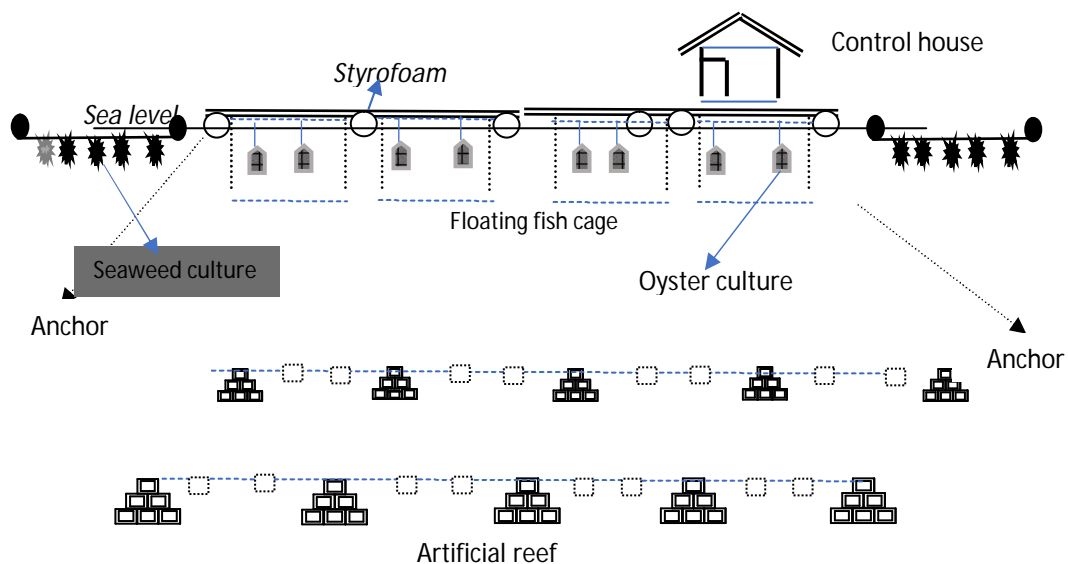 Control house
Styrofoam
Sea level
Floating fish cage
Seaweed culture
Oyster culture
Anchor
Anchor
Artificial reef